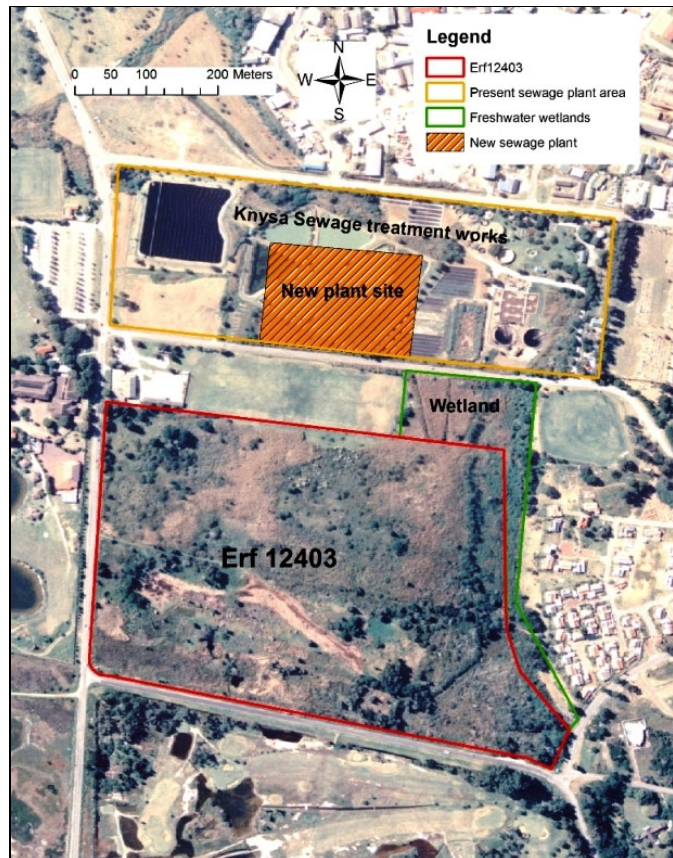 Legend
Erf12403
Present sewage plant area
Freshwater wetlands
New sewage plant
N
W E
S
0 50 100 200 Meters
Knysa Sewage treatment works
New plant site
Wetland
Erf 12403